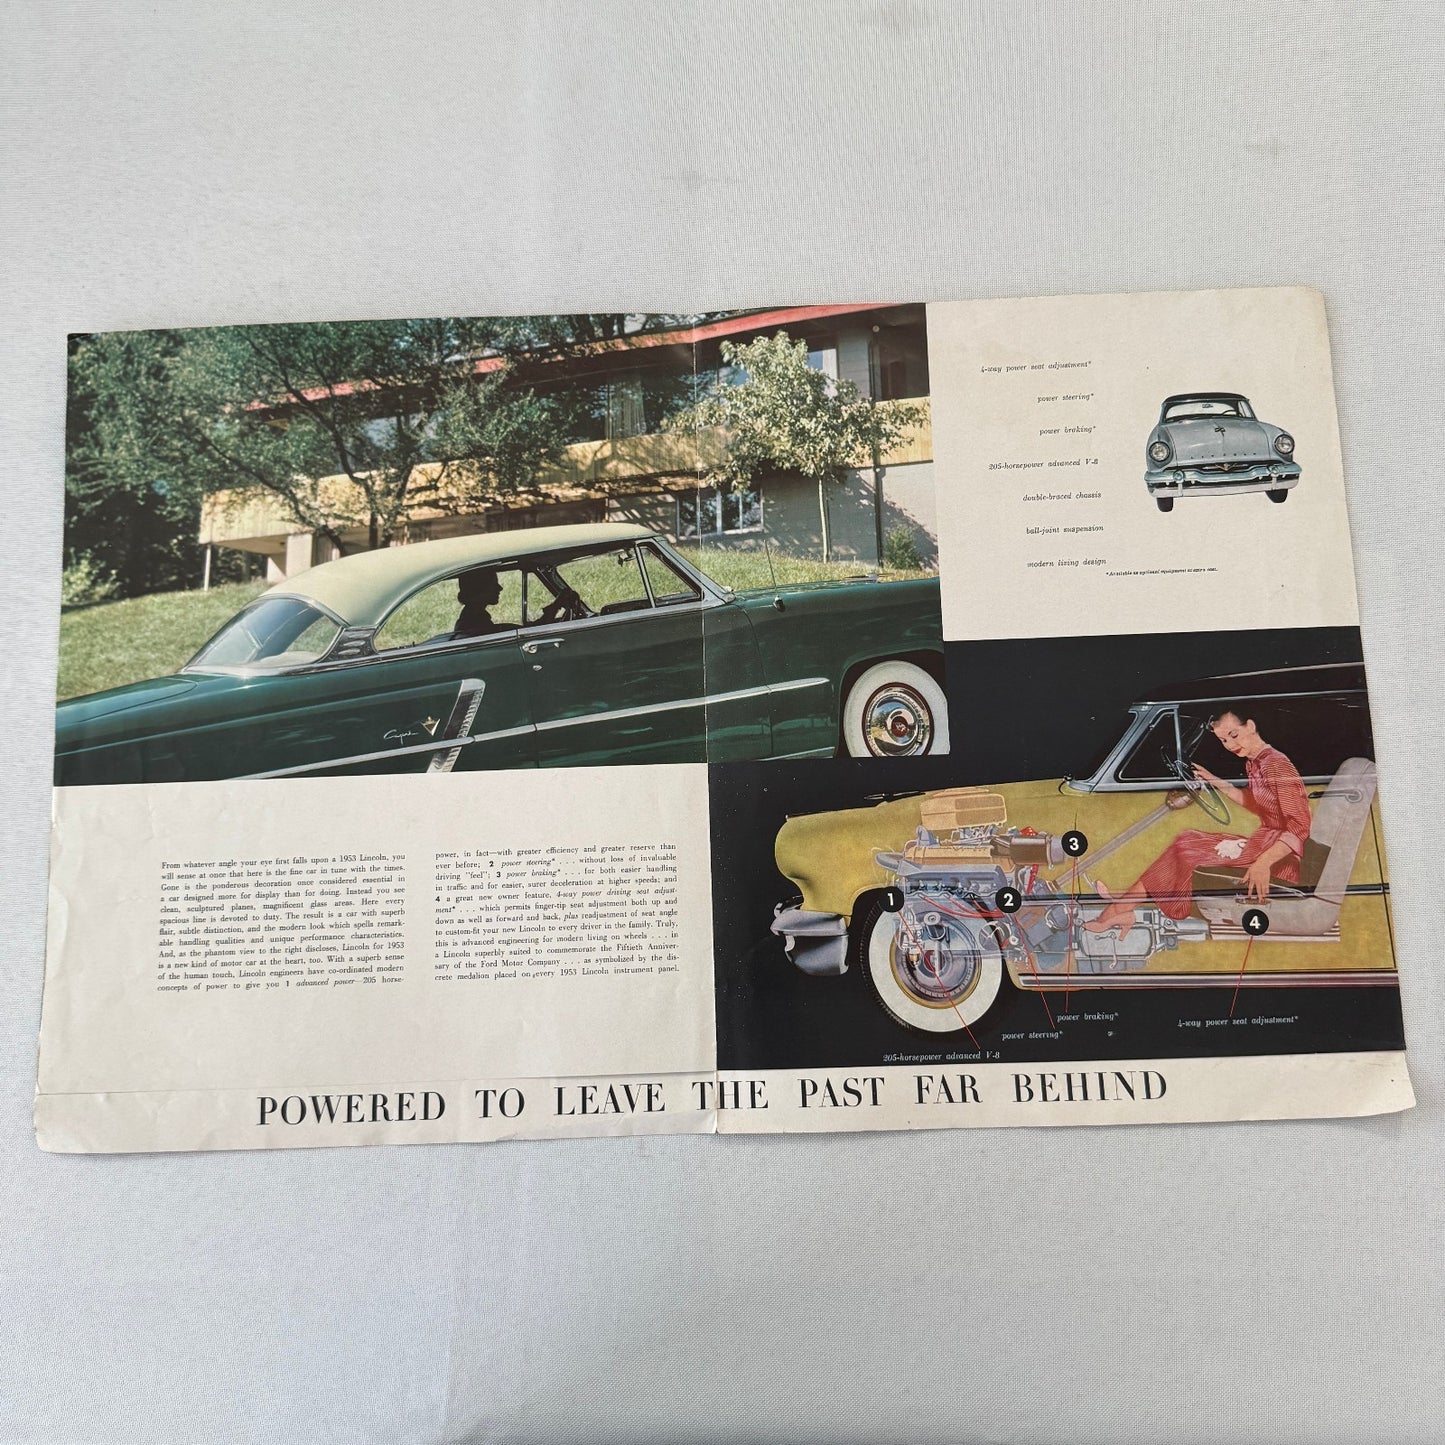 Capri
4-way power seat adjustment*
power steering*
power braking*
205-horsepower advanced V-8
double-braced chassis
ball-joint suspension
modern living design
*Available as optional equipment at extra cost.
LINCOLN
From whatever angle your eye first falls upon a 1953 Lincoln, you
will sense at once that here is the fine car in tune with the times.
Gone is the ponderous decoration once considered essential in
a car designed more for display than for doing. Instead you see
clean, sculptured planes, magnificent glass areas. Here every
spacious line is devoted to duty. The result is a car with superb
flair, subtle distinction, and the modern look which spells remark-
able handling qualities and unique performance characteristics.
And, as the phantom view to the right discloses, Lincoln for 1953
is a new kind of motor car at the heart, too. With a superb sense
of the human touch, Lincoln engineers have co-ordinated modern
concepts of power to give you 1 advanced power—205 horse-
power, in fact—with greater efficiency and greater reserve than
ever before; 2 power steering* . . . without loss of invaluable
driving "feel"; 3 power braking* . . . for both easier handling
in traffic and for easier, surer deceleration at higher speeds; and
4 a great new owner feature, 4-way power driving seat adjust-
ment* . . . which permits finger-tip seat adjustment both up and
down as well as forward and back, plus readjustment of seat angle
to custom-fit your new Lincoln to every driver in the family. Truly,
this is advanced engineering for modern living on wheels . . . in
a Lincoln superbly suited to commemorate the Fiftieth Anniver-
sary of the Ford Motor Company . . . as symbolized by the dis-
crete medalion placed on every 1953 Lincoln instrument panel.
1
2
3
4
205-horsepower advanced V-8
power steering*
power braking*
4-way power seat adjustment*
POWERED TO LEAVE THE PAST FAR BEHIND